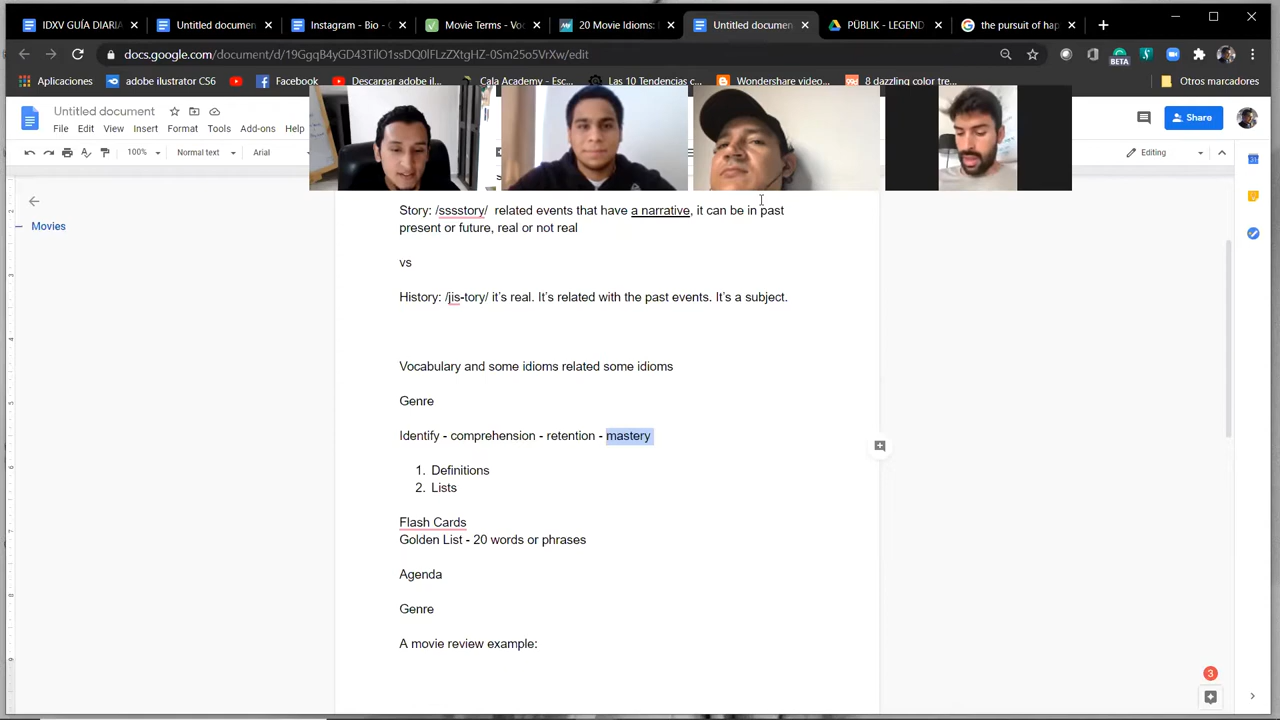 IDXV GUÍA DIARIA
Untitled documen
Instagram - Bio -
Movie Terms - Voc
20 Movie Idioms:
Untitled documen
PÚBLIK - LEGEND
the pursuit of hap
docs.google.com/document/d/19GgqB4yGD43TiIO1ssDQ0lFLzZXtgHZ-0Sm25o5VrXw/edit
BETA
Aplicaciones
adobe ilustrator CS6
Facebook
Descargar adobe il...
Cala Academy - Esc...
Las 10 Tendencias c...
Wondershare video...
99d
8 dazzling color tre...
Otros marcadores
Untitled document
File Edit View Insert Format Tools Add-ons Help
Share
100%
Normal text
Arial
Editing
Movies
Story: /sssstory/ related events that have a narrative, it can be in past
present or future, real or not real
vs
History: /jis-tory/ it's real. It's related with the past events. It's a subject.
Vocabulary and some idioms related some idioms
Genre
Identify - comprehension - retention - mastery
1. Definitions
2. Lists
Flash Cards
Golden List - 20 words or phrases
Agenda
Genre
A movie review example:
3